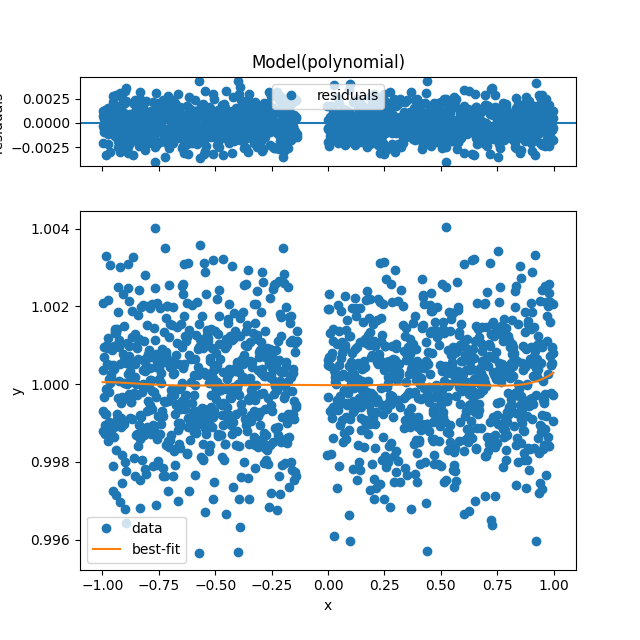 Model(polynomial)
residuals
0.0025
0.0000
−0.0025
residuals
1.004
1.002
1.000
0.998
0.996
y
data
best-fit
−1.00 −0.75 −0.50 −0.25 0.00 0.25 0.50 0.75 1.00
x